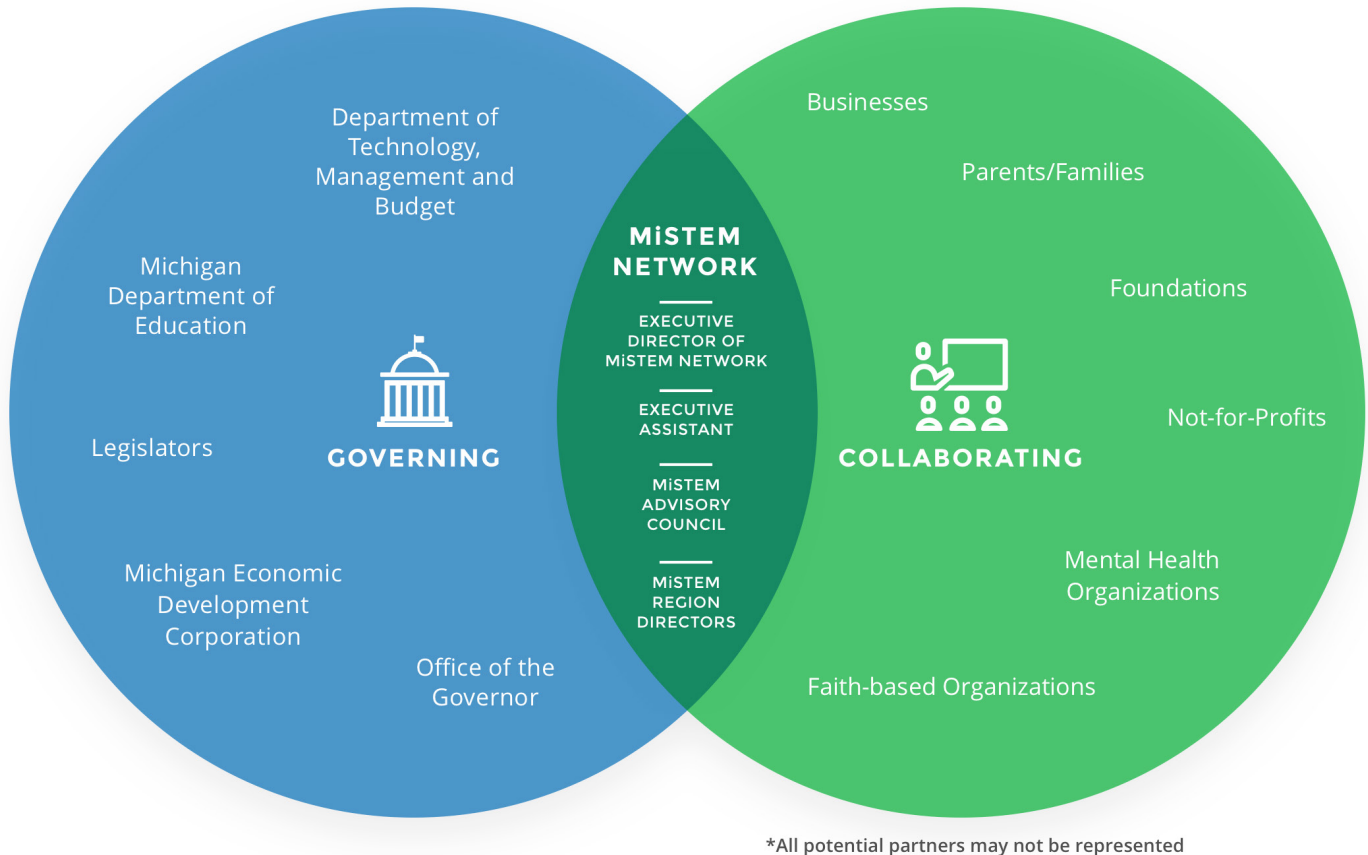 Department of
Technology,
Management and
Budget
Michigan
Department of
Education
GOVERNING
Legislators
Michigan Economic
Development
Corporation
Office of the
Governor
MiSTEM
NETWORK
EXECUTIVE
DIRECTOR OF
MiSTEM NETWORK
EXECUTIVE
ASSISTANT
MiSTEM
ADVISORY
COUNCIL
MiSTEM
REGION
DIRECTORS
Businesses
Parents/Families
Foundations
Not-for-Profits
COLLABORATING
Mental Health
Organizations
Faith-based Organizations
*All potential partners may not be represented